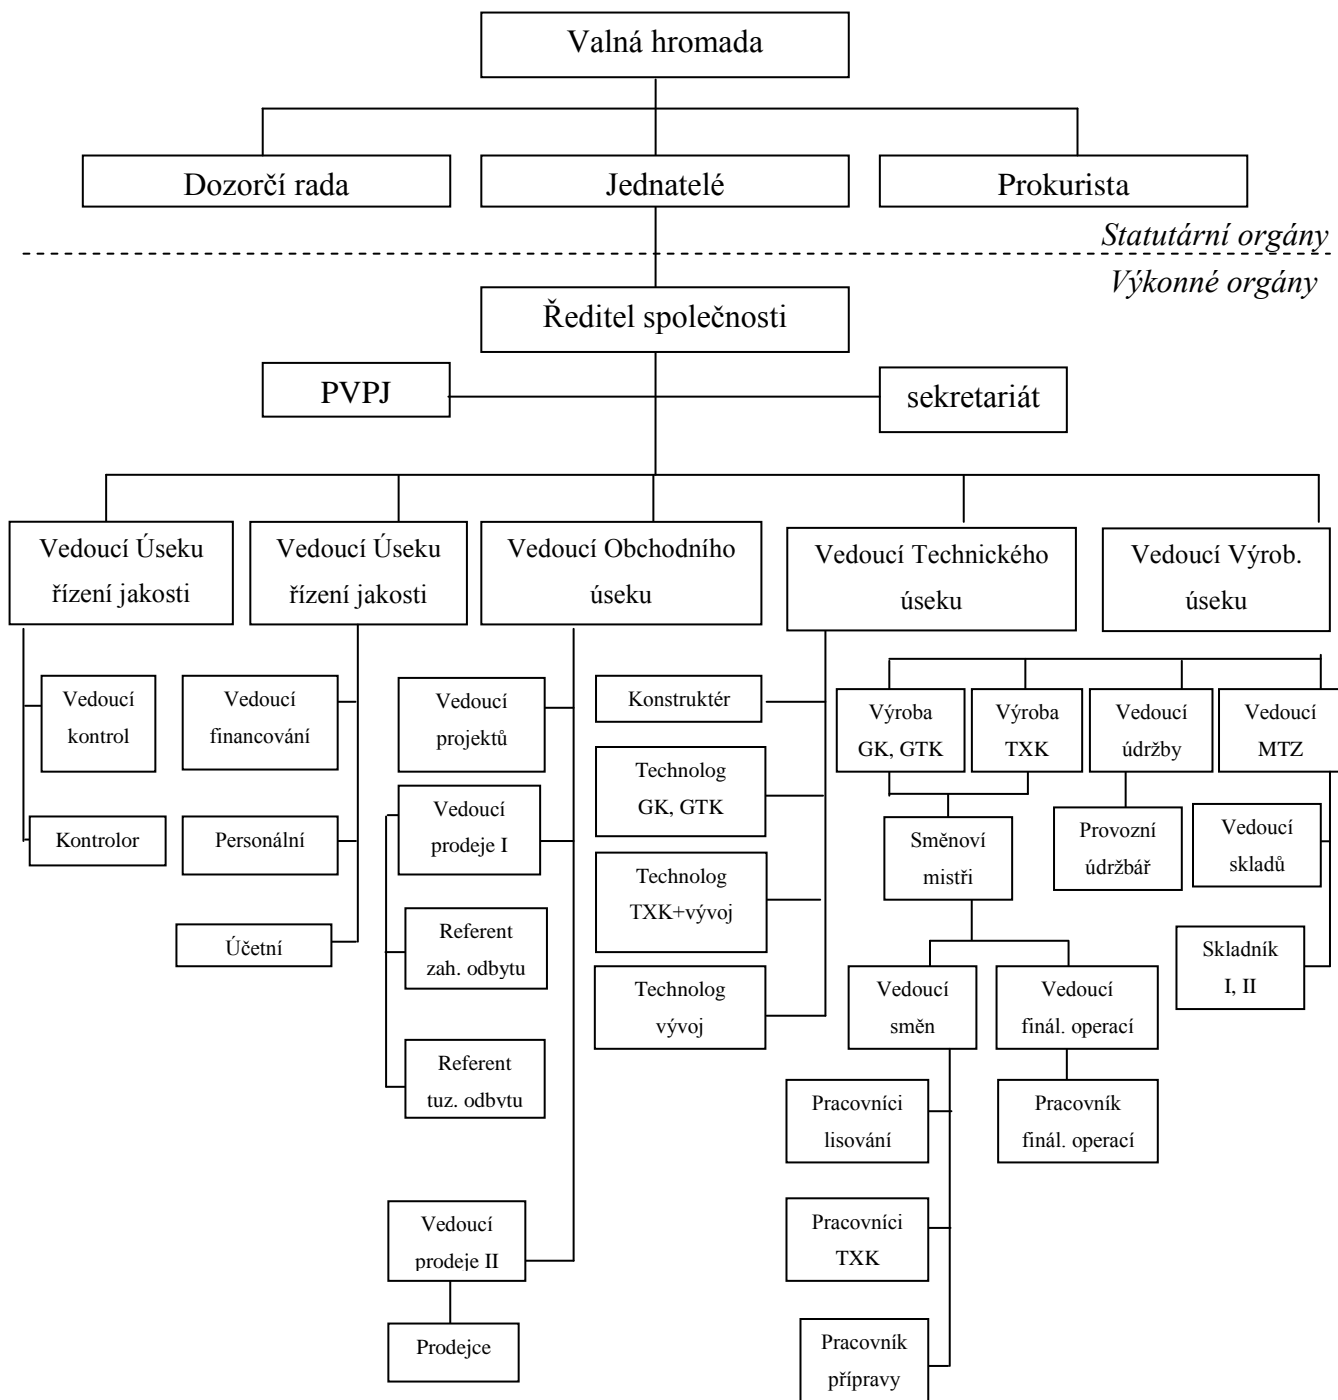 Valná hromada
Dozorčí rada
Jednatelé
Prokurista
Statutární orgány
Výkonné orgány
Ředitel společnosti
PVPJ
sekretariát
Vedoucí Úseku
řízení jakosti
Vedoucí Úseku
řízení jakosti
Vedoucí Obchodního
úseku
Vedoucí Technického
úseku
Vedoucí Výrob.
úseku
Vedoucí
kontrol
Kontrolor
Vedoucí
financování
Personální
Účetní
Vedoucí
projektů
Vedoucí
prodeje I
Referent
zah. odbytu
Referent
tuz. odbytu
Vedoucí
prodeje II
Prodejce
Konstruktér
Technolog
GK, GTK
Technolog
TXK+vývoj
Technolog
vývoj
Výroba
GK, GTK
Výroba
TXK
Směnoví
mistři
Vedoucí
směn
Pracovníci
lisování
Pracovníci
TXK
Pracovník
přípravy
Vedoucí
finál. operací
Pracovník
finál. operací
Vedoucí
údržby
Provozní
údržbář
Vedoucí
MTZ
Vedoucí
skladů
Skladník
I, II